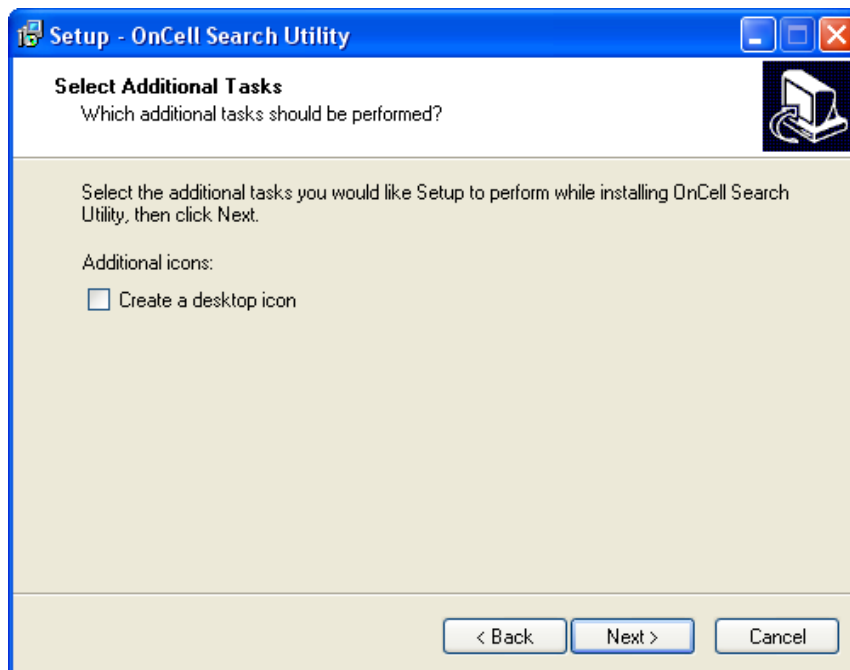 Setup - OnCell Search Utility
Select Additional Tasks
Which additional tasks should be performed?
Select the additional tasks you would like Setup to perform while installing OnCell Search
Utility, then click Next.
Additional icons:
Create a desktop icon
< Back
Next >
Cancel